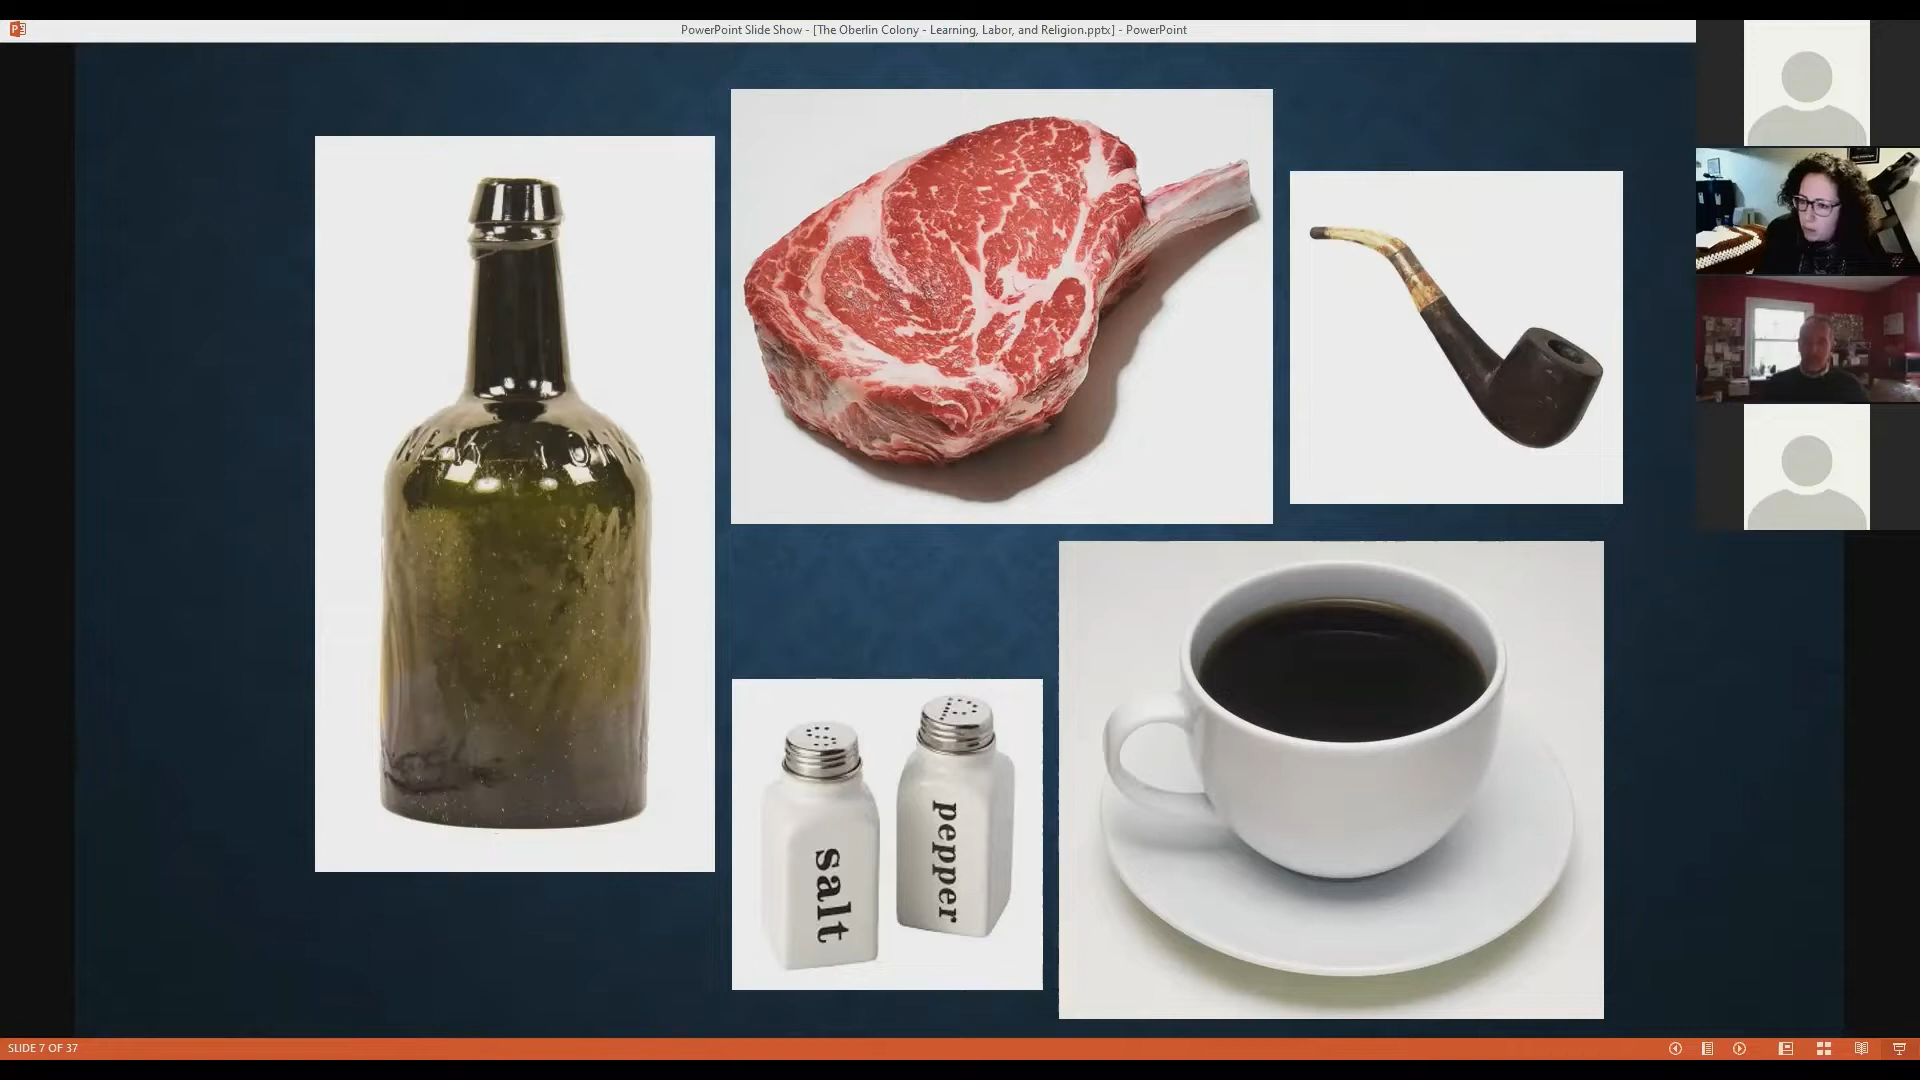 PowerPoint Slide Show - [The Oberlin Colony - Learning, Labor, and Religion.pptx] - PowerPoint
salt
pepper
SLIDE 7 OF 37